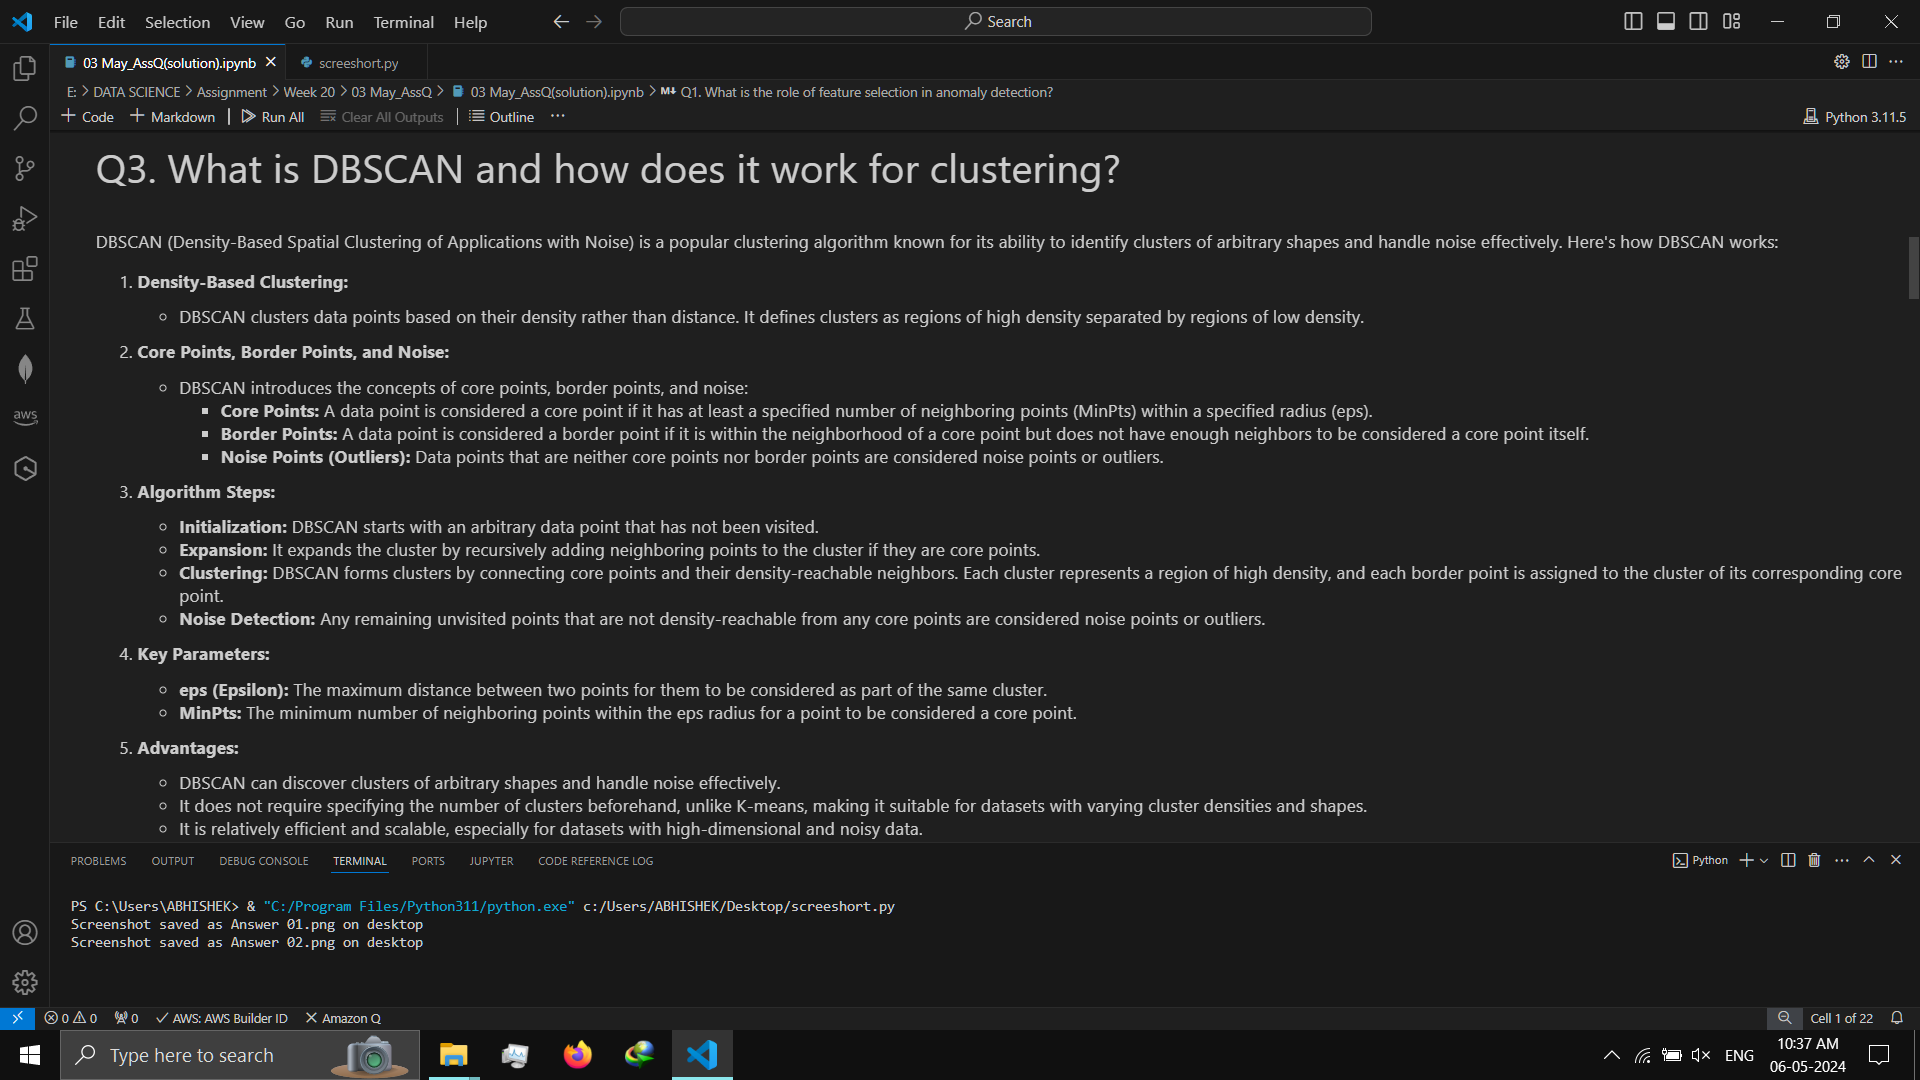 File Edit Selection View Go Run Terminal Help
Search
03 May_AssQ(solution).ipynb
screeshort.py
E: > DATA SCIENCE > Assignment > Week 20 > 03 May_AssQ > 03 May_AssQ(solution).ipynb > M↓ Q1. What is the role of feature selection in anomaly detection?
+ Code + Markdown | Run All Clear All Outputs | Outline ...
Python 3.11.5
Q3. What is DBSCAN and how does it work for clustering?
DBSCAN (Density-Based Spatial Clustering of Applications with Noise) is a popular clustering algorithm known for its ability to identify clusters of arbitrary shapes and handle noise effectively. Here's how DBSCAN works:
1. Density-Based Clustering:
DBSCAN clusters data points based on their density rather than distance. It defines clusters as regions of high density separated by regions of low density.
2. Core Points, Border Points, and Noise:
DBSCAN introduces the concepts of core points, border points, and noise:
Core Points: A data point is considered a core point if it has at least a specified number of neighboring points (MinPts) within a specified radius (eps).
Border Points: A data point is considered a border point if it is within the neighborhood of a core point but does not have enough neighbors to be considered a core point itself.
Noise Points (Outliers): Data points that are neither core points nor border points are considered noise points or outliers.
3. Algorithm Steps:
Initialization: DBSCAN starts with an arbitrary data point that has not been visited.
Expansion: It expands the cluster by recursively adding neighboring points to the cluster if they are core points.
Clustering: DBSCAN forms clusters by connecting core points and their density-reachable neighbors. Each cluster represents a region of high density, and each border point is assigned to the cluster of its corresponding core
point.
Noise Detection: Any remaining unvisited points that are not density-reachable from any core points are considered noise points or outliers.
4. Key Parameters:
eps (Epsilon): The maximum distance between two points for them to be considered as part of the same cluster.
MinPts: The minimum number of neighboring points within the eps radius for a point to be considered a core point.
5. Advantages:
DBSCAN can discover clusters of arbitrary shapes and handle noise effectively.
It does not require specifying the number of clusters beforehand, unlike K-means, making it suitable for datasets with varying cluster densities and shapes.
It is relatively efficient and scalable, especially for datasets with high-dimensional and noisy data.
aws
PROBLEMS OUTPUT DEBUG CONSOLE TERMINAL PORTS JUPYTER CODE REFERENCE LOG
Python
PS C:\Users\ABHISHEK> & "C:/Program Files/Python311/python.exe" c:/Users/ABHISHEK/Desktop/screeshort.py
Screenshot saved as Answer 01.png on desktop
Screenshot saved as Answer 02.png on desktop
0 0 0 AWS: AWS Builder ID Amazon Q
Cell 1 of 22
Type here to search
ENG
10:37 AM
06-05-2024